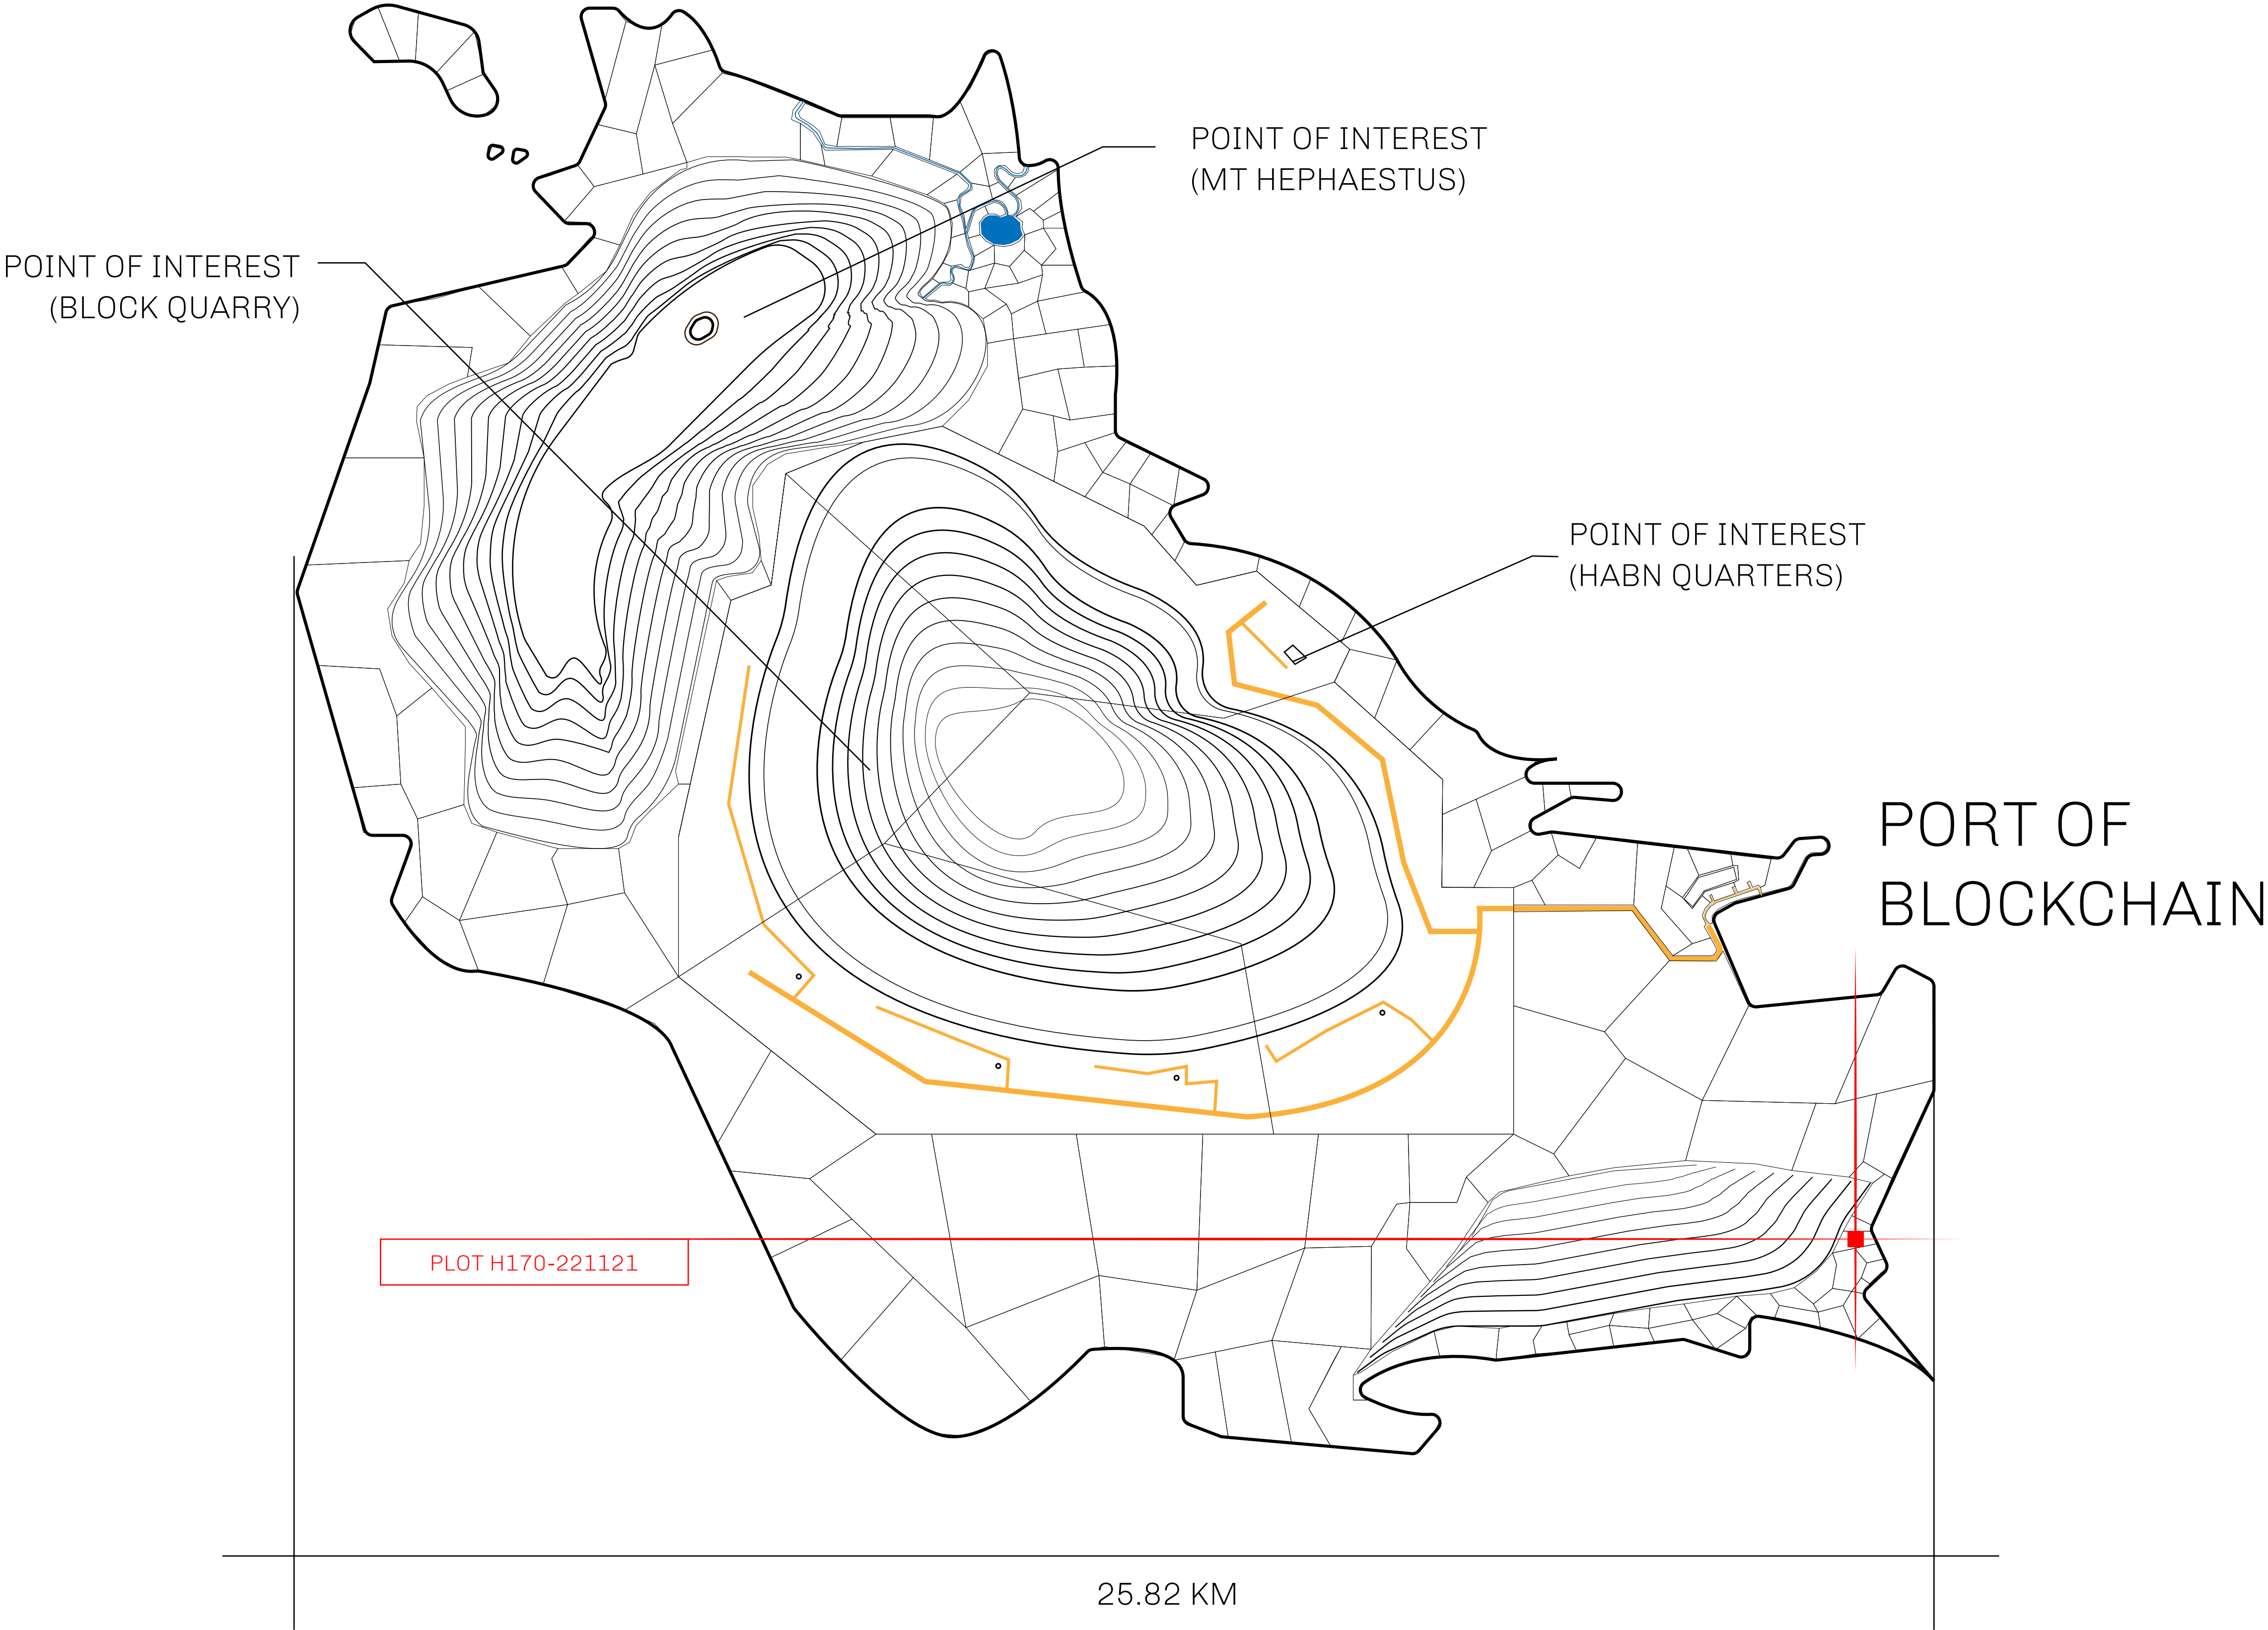 POINT OF INTEREST
(MT HEPHAESTUS)
POINT OF INTEREST
(BLOCK QUARRY)
POINT OF INTEREST
(HABN QUARTERS)
PORT OF
BLOCKCHAIN
PLOT H170-221121
25.82 KM